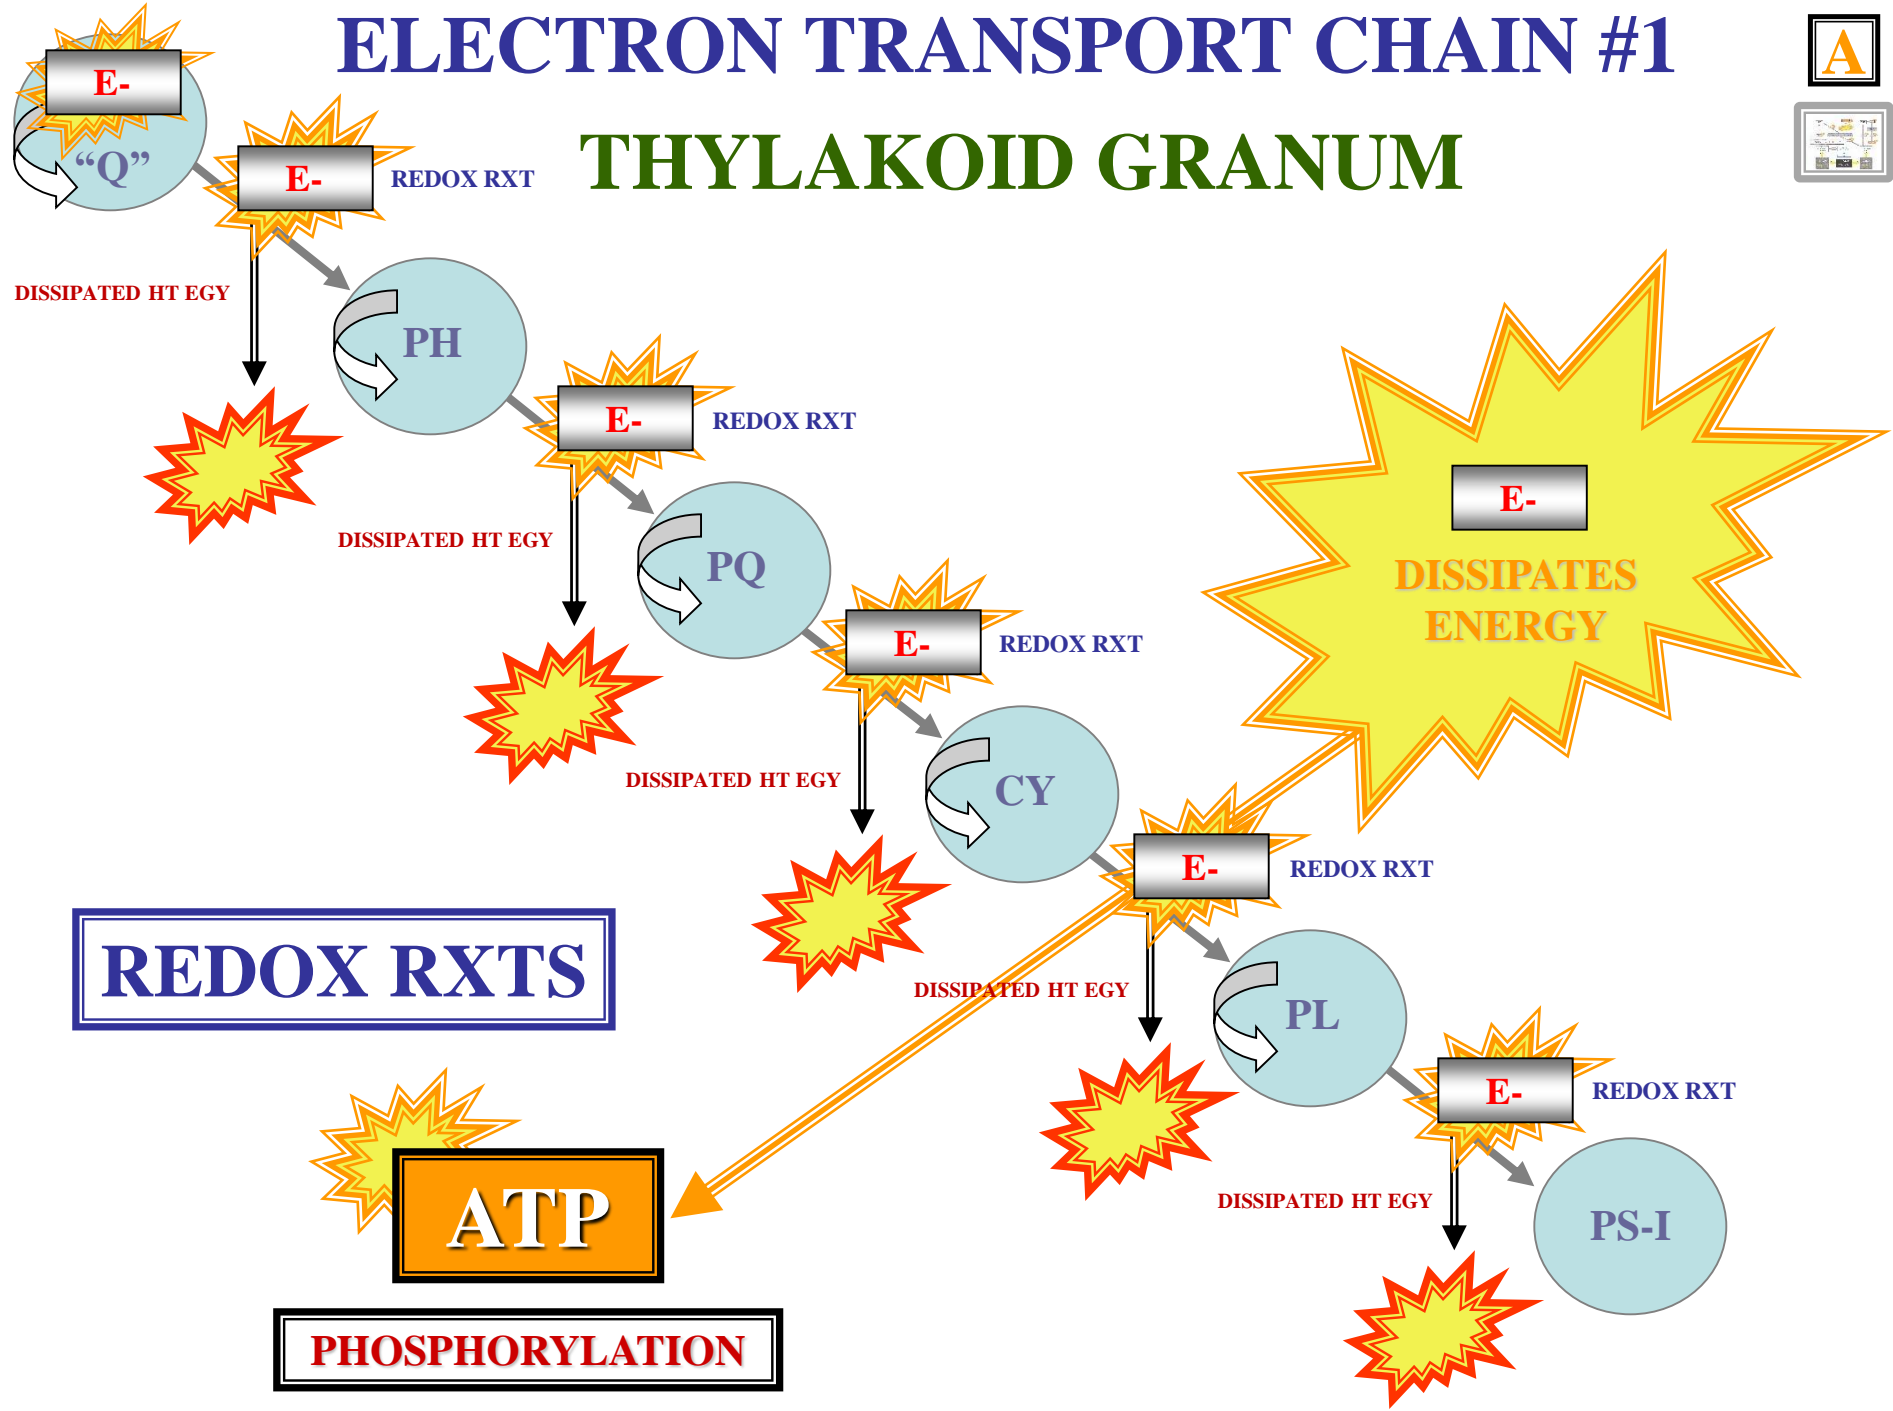 ELECTRON TRANSPORT CHAIN #1
A
E-
“Q”
THYLAKOID GRANUM
E-
REDOX RXT
DISSIPATED HT EGY
PH
E-
REDOX RXT
DISSIPATED HT EGY
PQ
E-
DISSIPATES
ENERGY
E-
REDOX RXT
DISSIPATED HT EGY
CY
E-
REDOX RXT
REDOX RXTS
DISSIPATED HT EGY
PL
E-
REDOX RXT
DISSIPATED HT EGY
PS-I
ATP
PHOSPHORYLATION